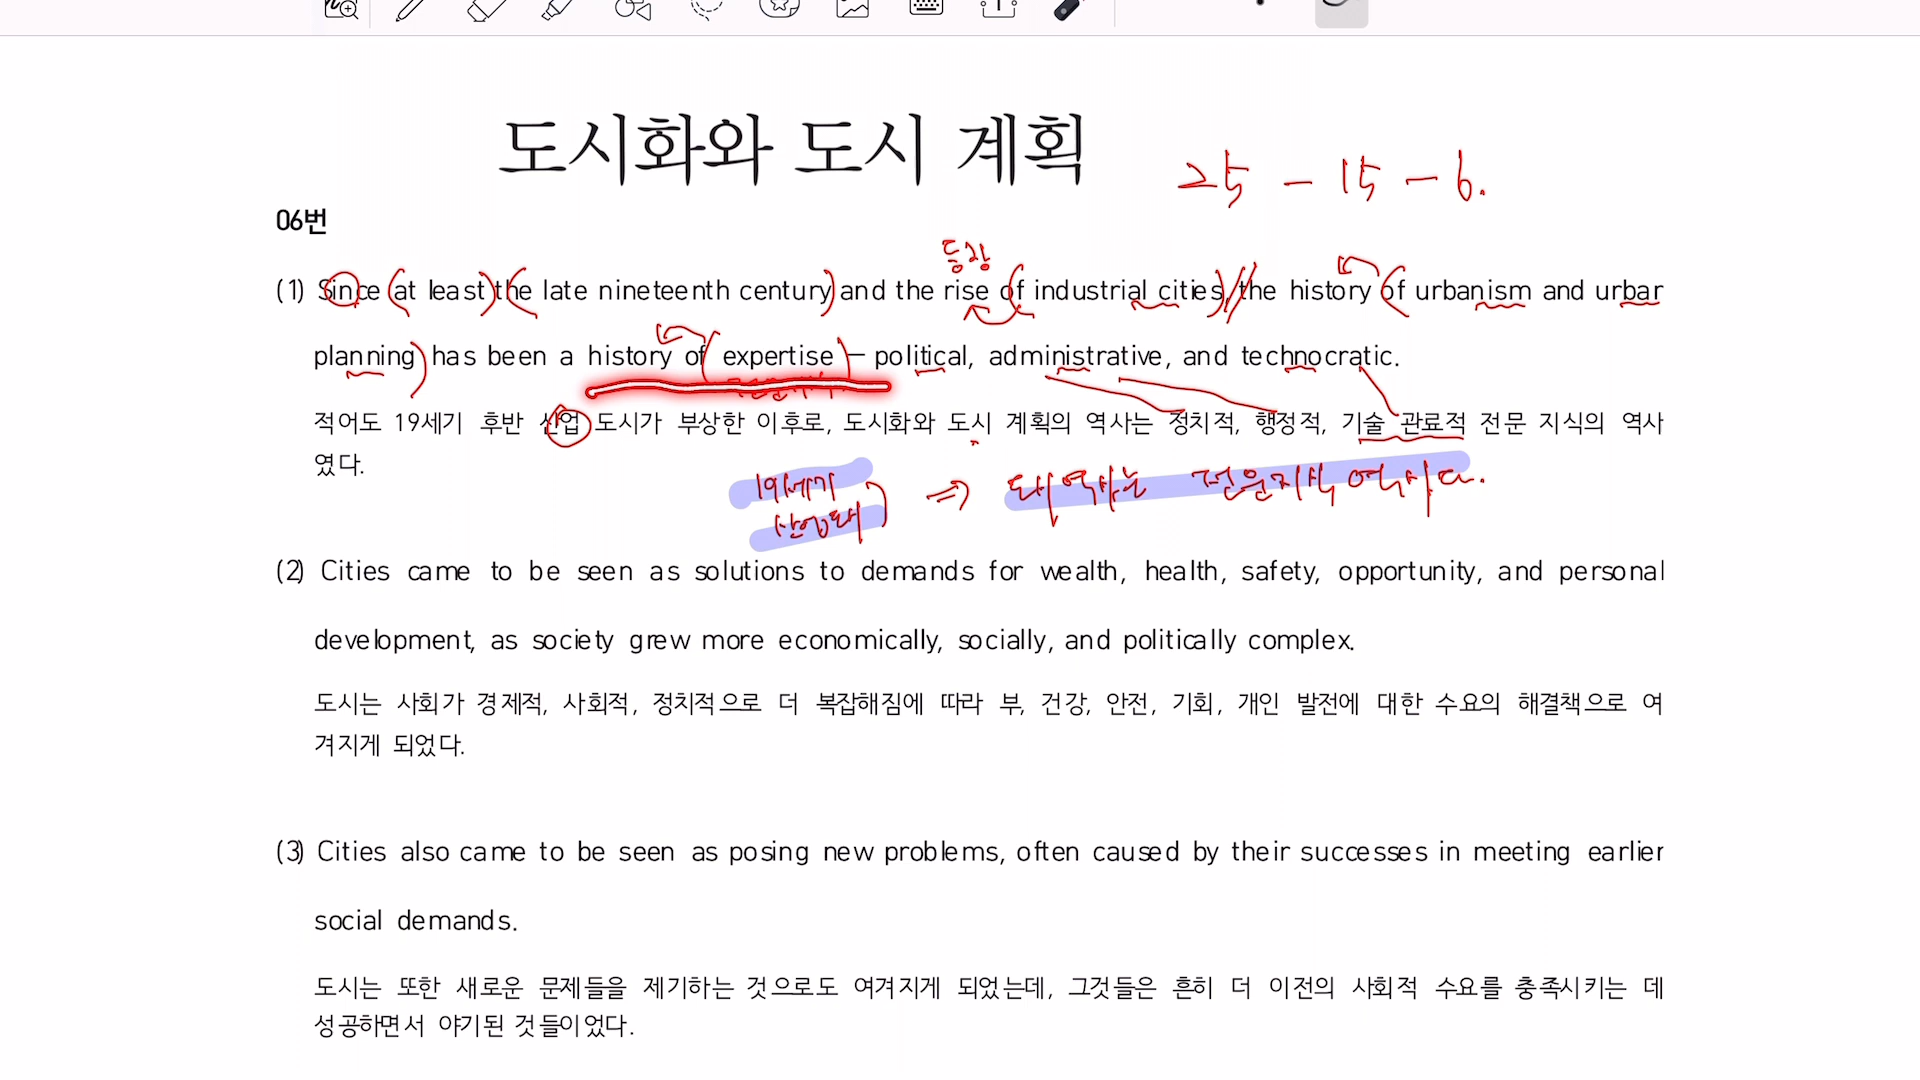 도시화와 도시 계획
25 - 15 - 6.
06번
등장
(1) Since at least the late nineteenth century and the rise of industrial cities, the history of urbanism and urbar
planning has been a history of expertise — political, administrative, and technocratic.
적어도 19세기 후반 산업 도시가 부상한 이후로, 도시화와 도시 계획의 역사는 정치적, 행정적, 기술 관료적 전문 지식의 역사
였다.
19세기 ⇒ 역사는 전문지식 역사다.
(2) Cities came to be seen as solutions to demands for wealth, health, safety, opportunity, and personal
development, as society grew more economically, socially, and politically complex.
도시는 사회가 경제적, 사회적, 정치적으로 더 복잡해짐에 따라 부, 건강, 안전, 기회, 개인 발전에 대한 수요의 해결책으로 여
겨지게 되었다.
(3) Cities also came to be seen as posing new problems, often caused by their successes in meeting earlier
social demands.
도시는 또한 새로운 문제들을 제기하는 것으로도 여겨지게 되었는데, 그것들은 흔히 더 이전의 사회적 수요를 충족시키는 데
성공하면서 야기된 것들이었다.